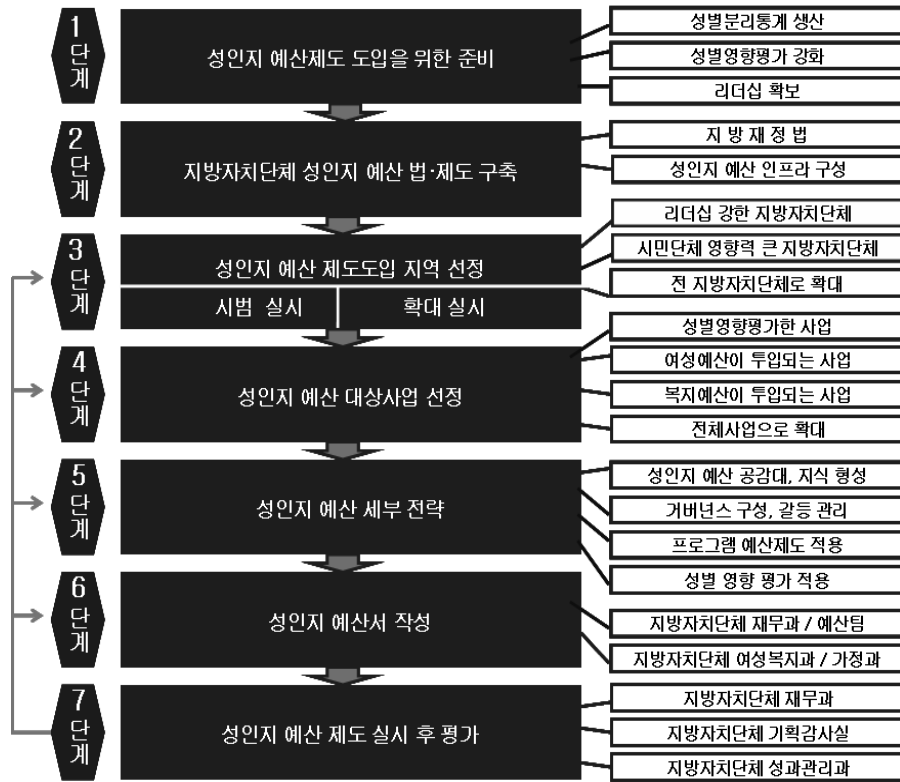 1
단
계
성인지 예산제도 도입을 위한 준비
성별분리통계 생산
성별영향평가 강화
리더십 확보
2
단
계
지방자치단체 성인지 예산 법·제도 구축
지 방 재 정 법
성인지 예산 인프라 구성
3
단
계
성인지 예산 제도도입 지역 선정
시범 실시
확대 실시
리더십 강한 지방자치단체
시민단체 영향력 큰 지방자치단체
전 지방자치단체로 확대
4
단
계
성인지 예산 대상사업 선정
성별영향평가한 사업
여성예산이 투입되는 사업
복지예산이 투입되는 사업
전체사업으로 확대
5
단
계
성인지 예산 세부 전략
성인지 예산 공감대, 지식 형성
거버넌스 구성, 갈등 관리
프로그램 예산제도 적용
성별 영향 평가 적용
6
단
계
성인지 예산서 작성
지방자치단체 재무과 / 예산팀
지방자치단체 여성복지과 / 가정과
7
단
계
성인지 예산 제도 실시 후 평가
지방자치단체 재무과
지방자치단체 기획감사실
지방자치단체 성과관리과